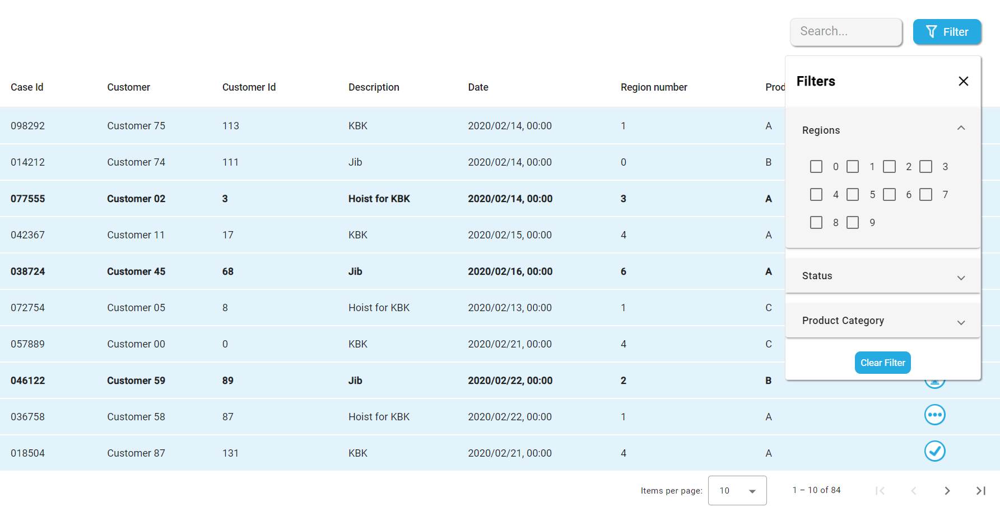 Search...
Filter
Filters
Case Id Customer Customer Id Description Date Region number Prod
098292 Customer 75 113 KBK 2020/02/14, 00:00 1 A
Regions
014212 Customer 74 111 Jib 2020/02/14, 00:00 0 B
0 1 2 3
077555 Customer 02 3 Hoist for KBK 2020/02/14, 00:00 3 A
4 5 6 7
042367 Customer 11 17 KBK 2020/02/15, 00:00 4 A
8 9
038724 Customer 45 68 Jib 2020/02/16, 00:00 6 A
Status
072754 Customer 05 8 Hoist for KBK 2020/02/13, 00:00 1 C
Product Category
057889 Customer 00 0 KBK 2020/02/21, 00:00 4 C
Clear Filter
046122 Customer 59 89 Jib 2020/02/22, 00:00 2 B
036758 Customer 58 87 Hoist for KBK 2020/02/22, 00:00 1 A
018504 Customer 87 131 KBK 2020/02/21, 00:00 4 A
Items per page: 10 1 – 10 of 84